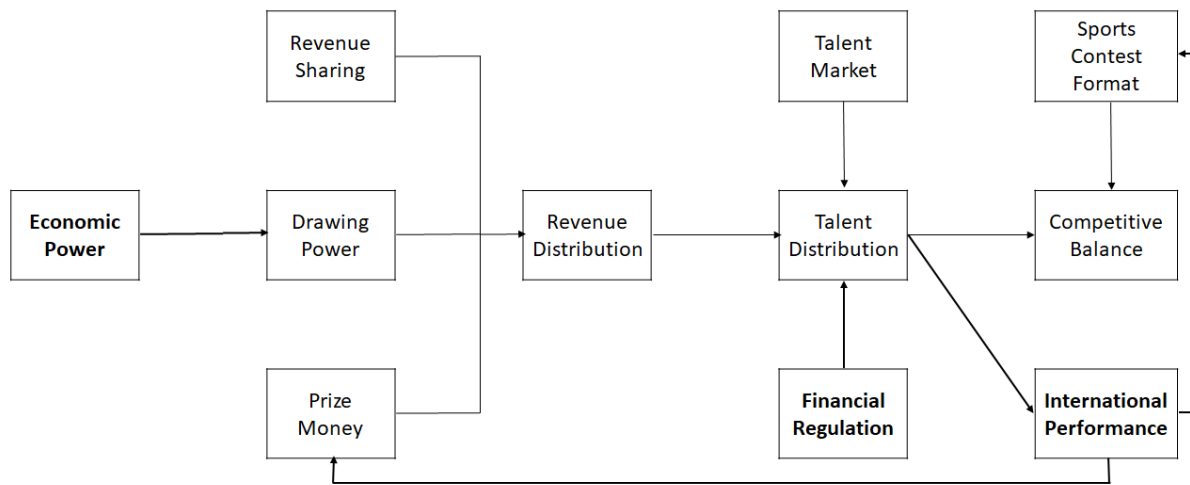 Revenue
Sharing
Talent
Market
Sports
Contest
Format
Economic
Power
Drawing
Power
Revenue
Distribution
Talent
Distribution
Competitive
Balance
Prize
Money
Financial
Regulation
International
Performance